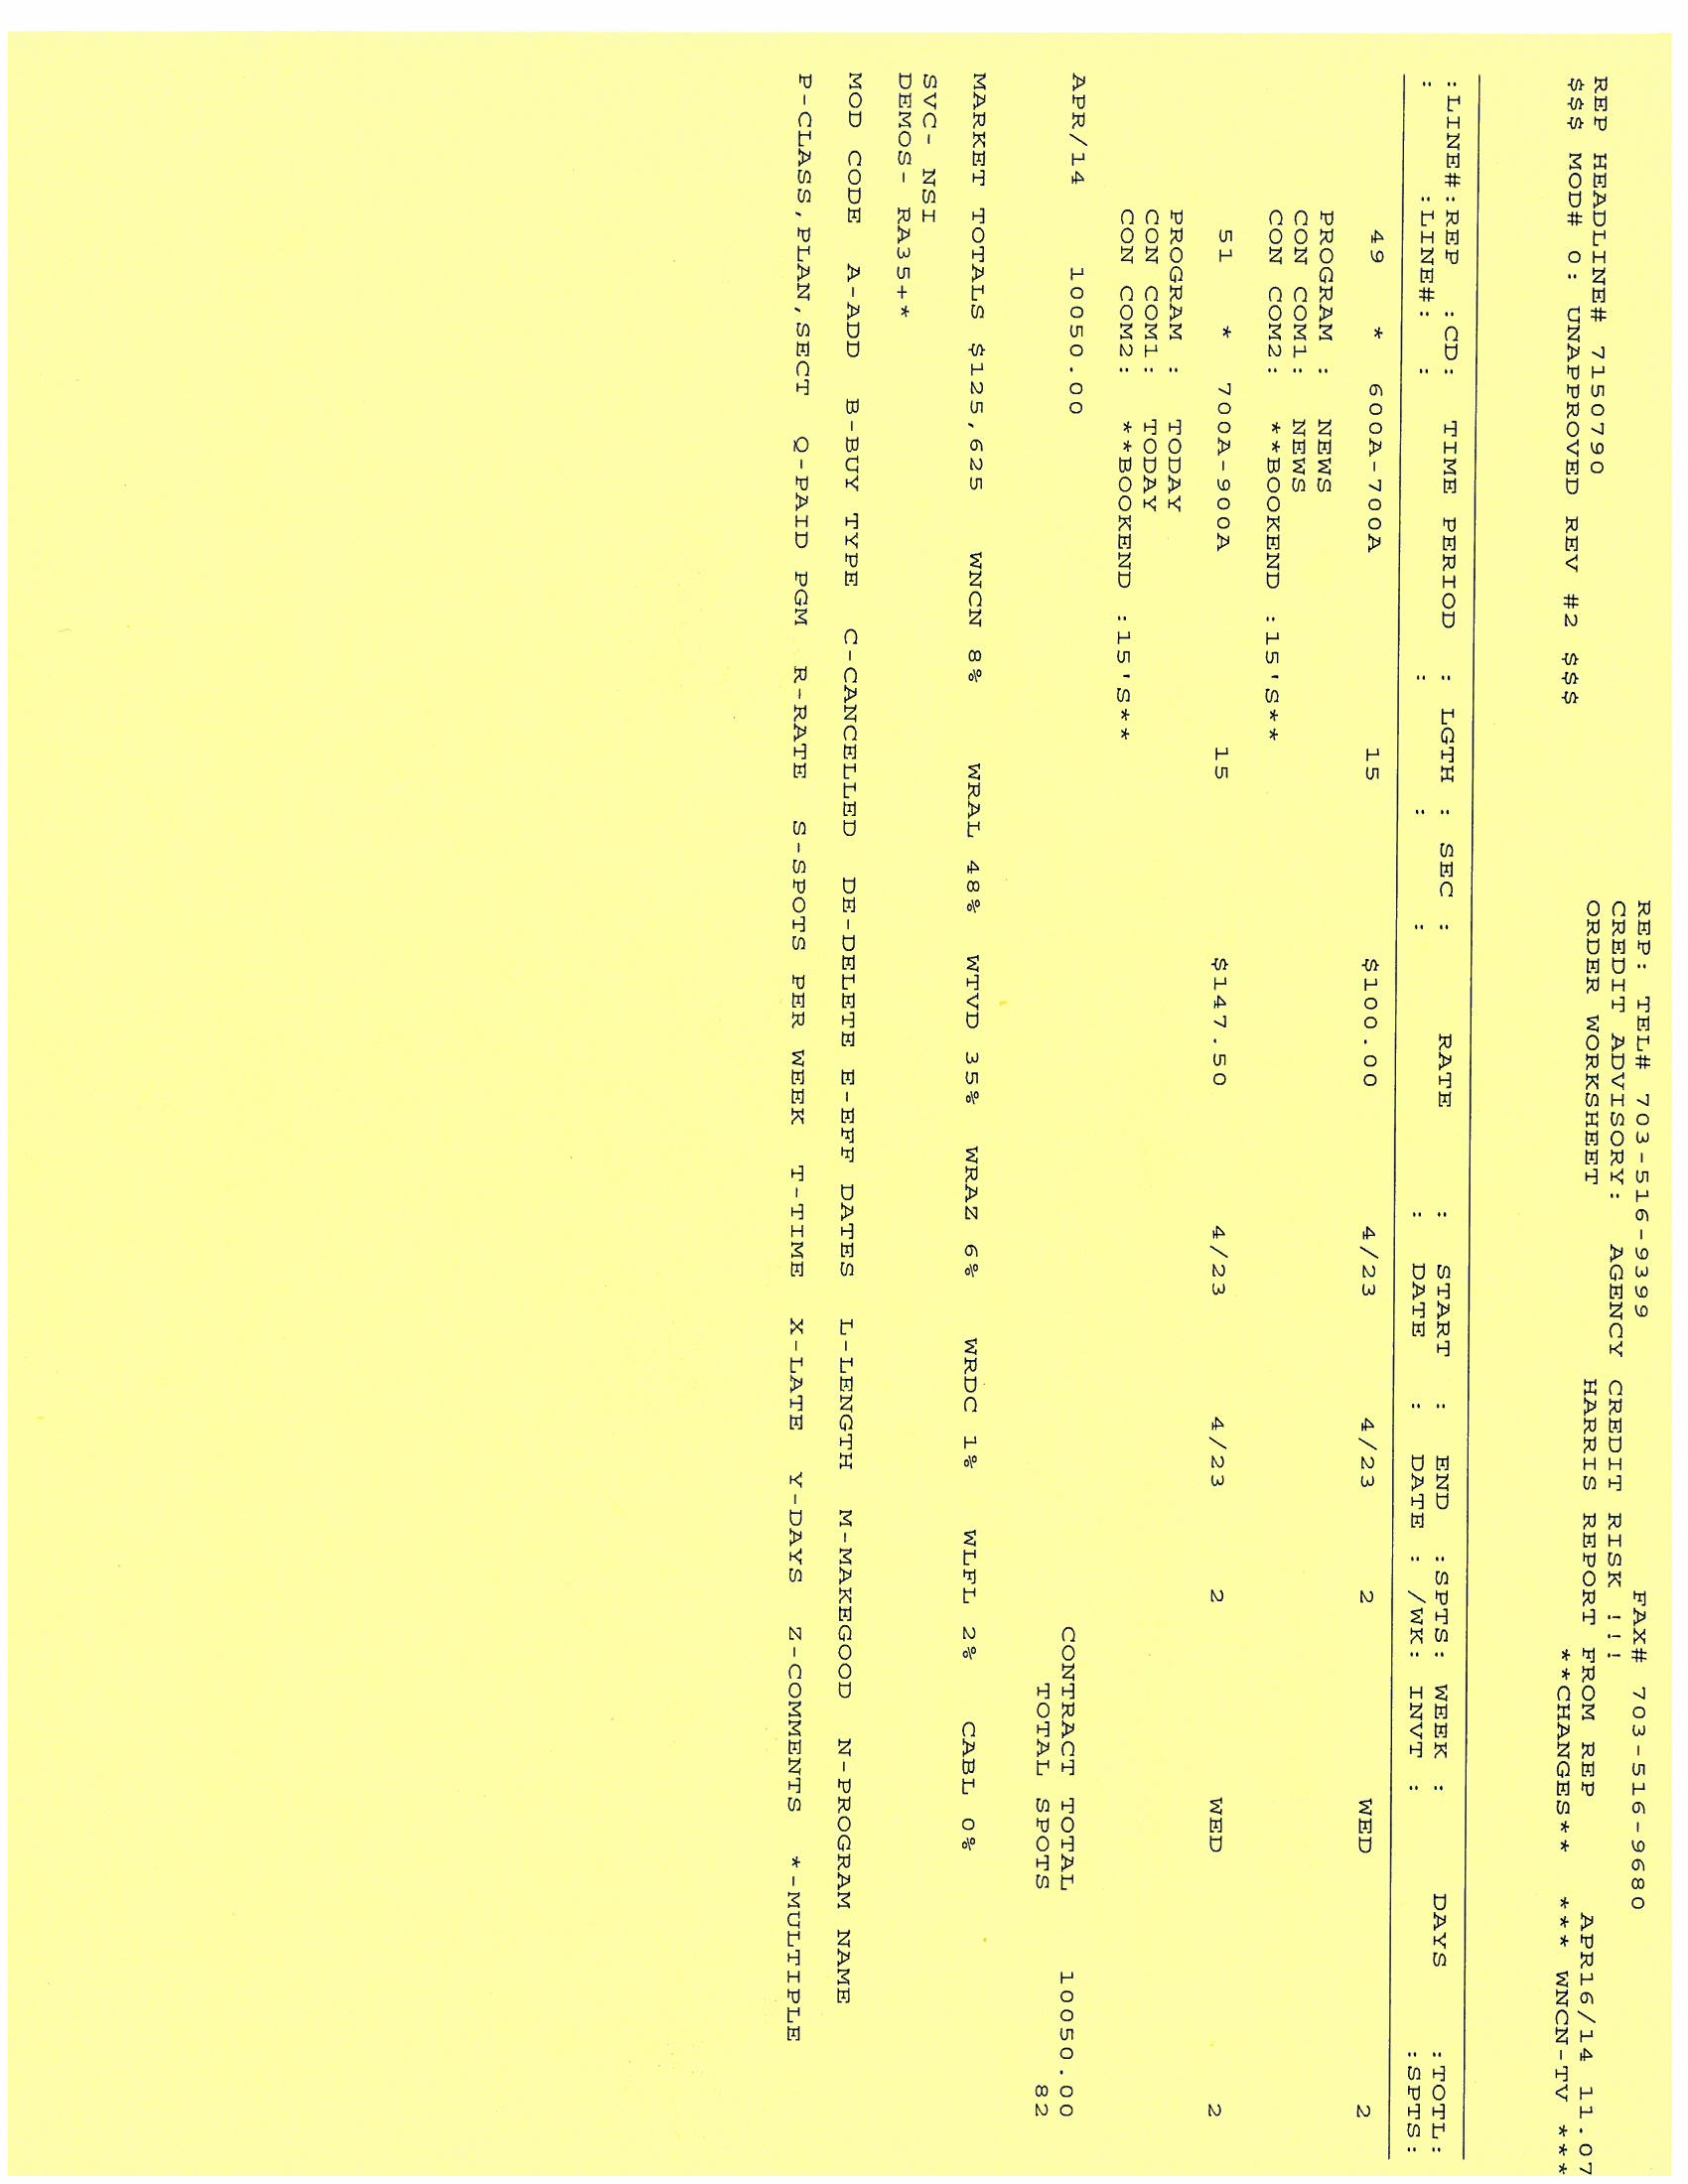 REP: TEL# 703-516-9399 FAX# 703-516-9680
CREDIT ADVISORY: AGENCY CREDIT RISK !!!
REP HEADLINE# 7150790 ORDER WORKSHEET HARRIS REPORT FROM REP APR16/14 11.07
$$$ MOD# 0: UNAPPROVED REV #2 $$$ **CHANGES** *** WNCN-TV ***
:LINE#:REP :CD: TIME PERIOD : LGTH : SEC : RATE : START : END :SPTS: WEEK : DAYS :TOTL:
: :LINE#: : : : : : DATE : DATE : /WK: INVT : :SPTS:
49 * 600A-700A 15 $100.00 4/23 4/23 2 WED 2
PROGRAM : NEWS
CON COM1: NEWS
CON COM2: **BOOKEND :15'S**
51 * 700A-900A 15 $147.50 4/23 4/23 2 WED 2
PROGRAM : TODAY
CON COM1: TODAY
CON COM2: **BOOKEND :15'S**
APR/14 10050.00 CONTRACT TOTAL 10050.00
TOTAL SPOTS 82
MARKET TOTALS $125,625 WNCN 8% WRAL 48% WTVD 35% WRAZ 6% WRDC 1% WLFL 2% CABL 0%
SVC- NSI
DEMOS- RA35+*
MOD CODE A-ADD B-BUY TYPE C-CANCELLED DE-DELETE E-EFF DATES L-LENGTH M-MAKEGOOD N-PROGRAM NAME
P-CLASS,PLAN,SECT Q-PAID PGM R-RATE S-SPOTS PER WEEK T-TIME X-LATE Y-DAYS Z-COMMENTS *-MULTIPLE